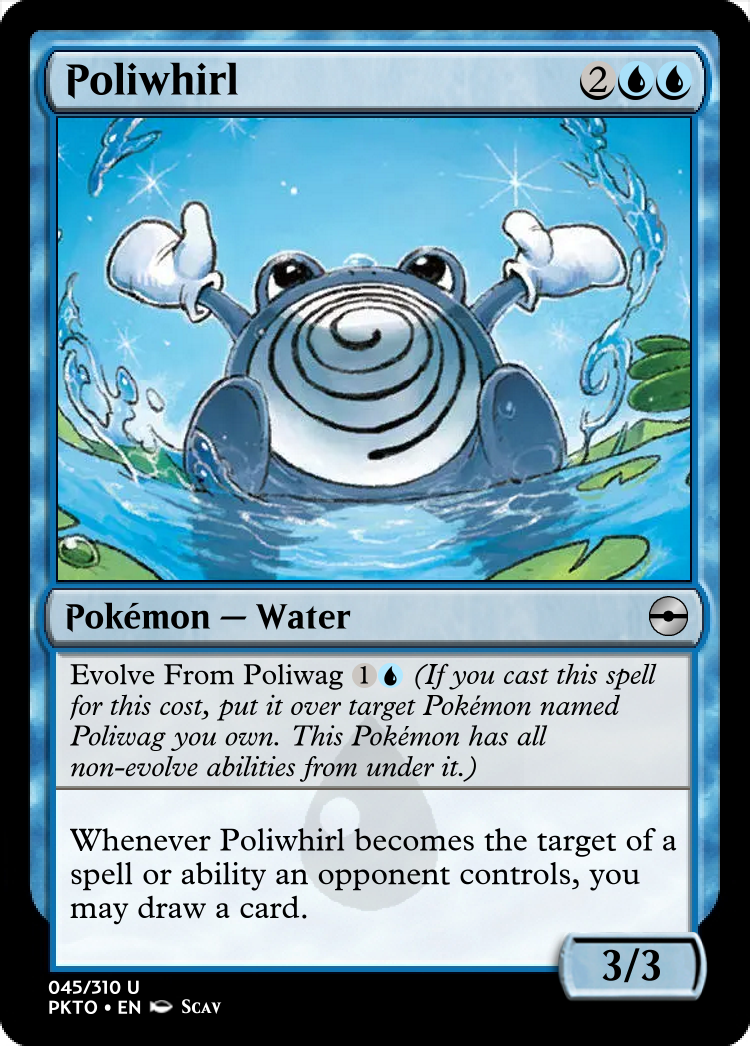 Poliwhirl 2
Pokémon — Water
Evolve From Poliwag 1 (If you cast this spell
for this cost, put it over target Pokémon named
Poliwag you own. This Pokémon has all
non-evolve abilities from under it.)
Whenever Poliwhirl becomes the target of a
spell or ability an opponent controls, you
may draw a card.
3/3
045/310 U
PKTO • EN Scav